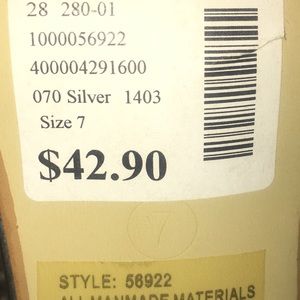 28 280-01
1000056922
400004291600
070 Silver 1403
Size 7
$42.90
7
STYLE: 56922
ALL MANMADE MATERIALS